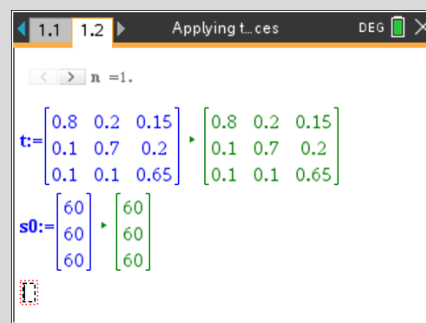 1.1 1.2 Applying t...ces DEG
n =1.
t:= [0.8 0.2 0.15 ▸ [0.8 0.2 0.15
0.1 0.7 0.2 0.1 0.7 0.2
0.1 0.1 0.65] 0.1 0.1 0.65]
s0:= [60 ▸ [60
60 60
60] 60]